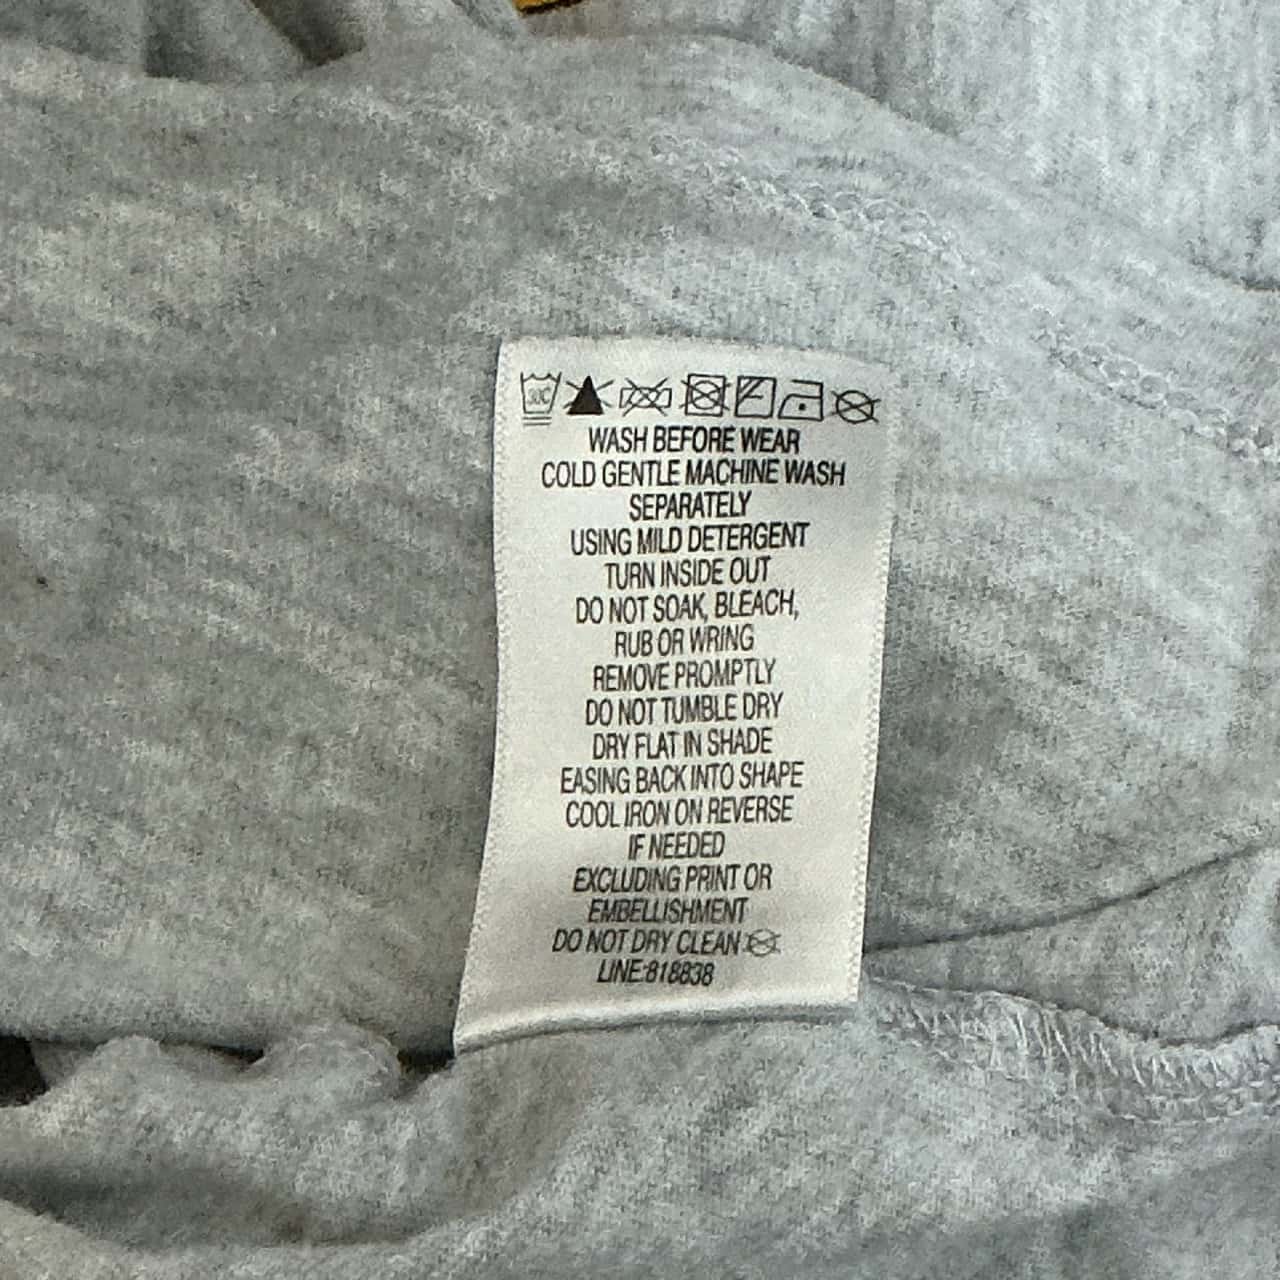 30C
WASH BEFORE WEAR
COLD GENTLE MACHINE WASH
SEPARATELY
USING MILD DETERGENT
TURN INSIDE OUT
DO NOT SOAK, BLEACH,
RUB OR WRING
REMOVE PROMPTLY
DO NOT TUMBLE DRY
DRY FLAT IN SHADE
EASING BACK INTO SHAPE
COOL IRON ON REVERSE
IF NEEDED
EXCLUDING PRINT OR
EMBELLISHMENT
DO NOT DRY CLEAN
LINE:818838